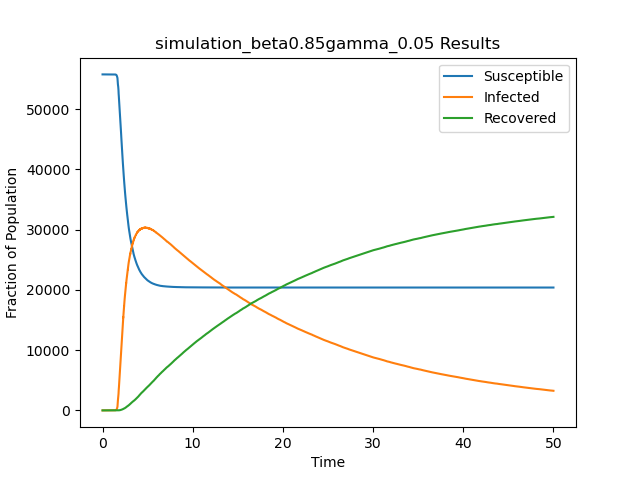 simulation_beta0.85gamma_0.05 Results
Susceptible
Infected
Recovered
Fraction of Population
50000
40000
30000
20000
10000
0
0 10 20 30 40 50
Time